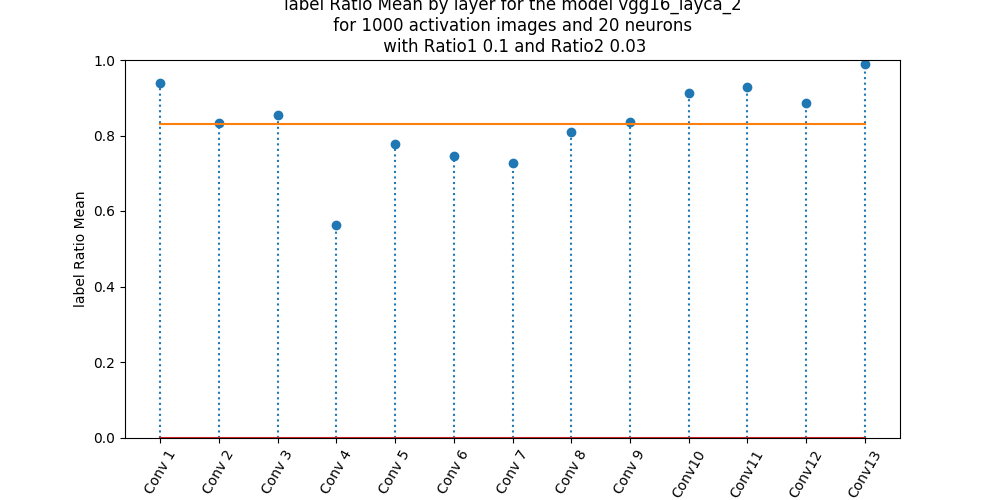 label Ratio Mean by layer for the model vgg16_layca_2
for 1000 activation images and 20 neurons
with Ratio1 0.1 and Ratio2 0.03
1.0
0.8
0.6
0.4
0.2
0.0
label Ratio Mean
Conv 1
Conv 2
Conv 3
Conv 4
Conv 5
Conv 6
Conv 7
Conv 8
Conv 9
Conv10
Conv11
Conv12
Conv13